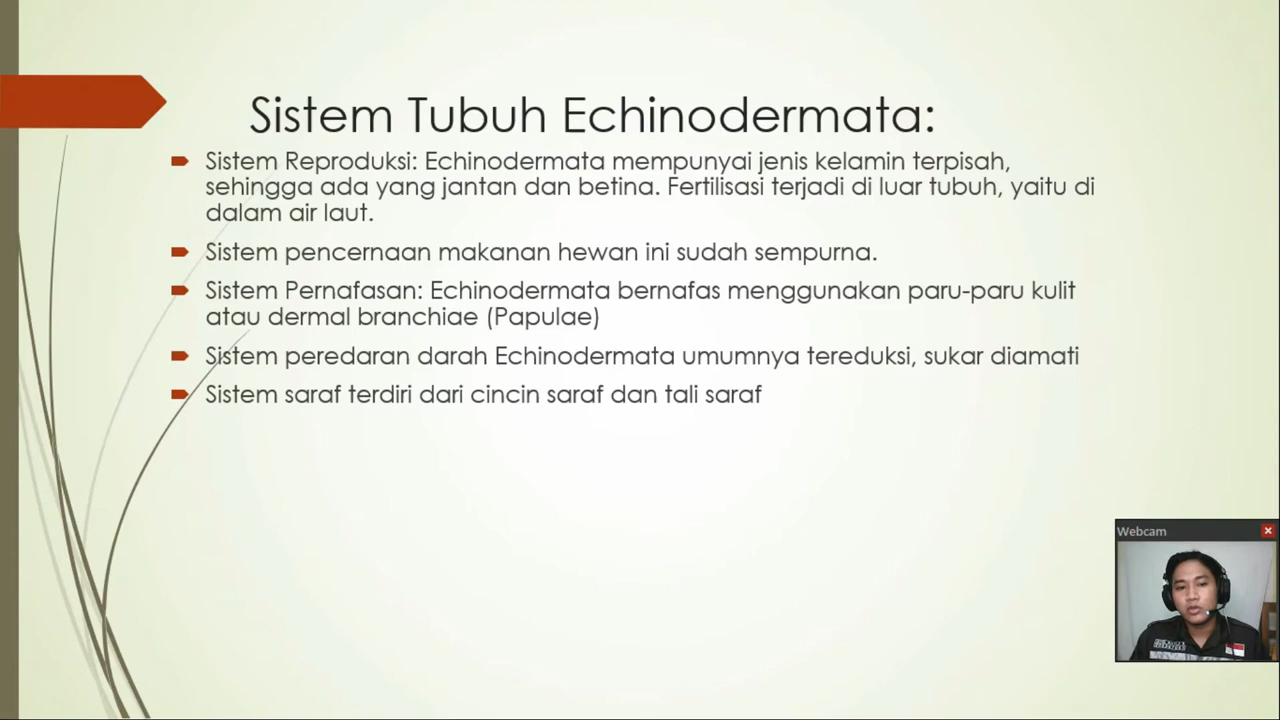 Sistem Tubuh Echinodermata:
Sistem Reproduksi: Echinodermata mempunyai jenis kelamin terpisah,
sehingga ada yang jantan dan betina. Fertilisasi terjadi di luar tubuh, yaitu di
dalam air laut.
Sistem pencernaan makanan hewan ini sudah sempurna.
Sistem Pernafasan: Echinodermata bernafas menggunakan paru-paru kulit
atau dermal branchiae (Papulae)
Sistem peredaran darah Echinodermata umumnya tereduksi, sukar diamati
Sistem saraf terdiri dari cincin saraf dan tali saraf
Webcam